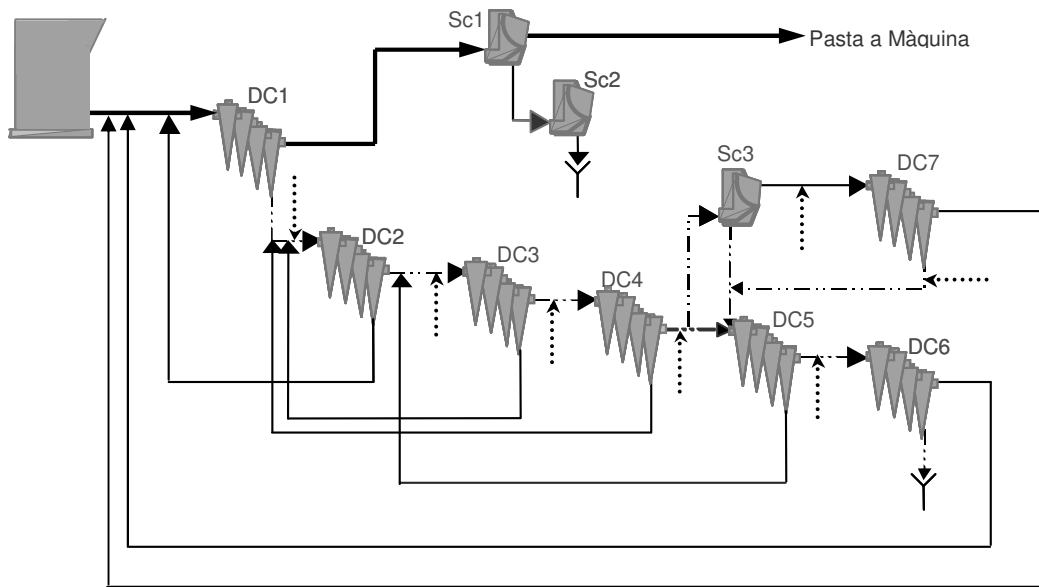 Sc1
Pasta a Màquina
Sc2
DC1
Sc3
DC7
DC2
DC3
DC4
DC5
DC6